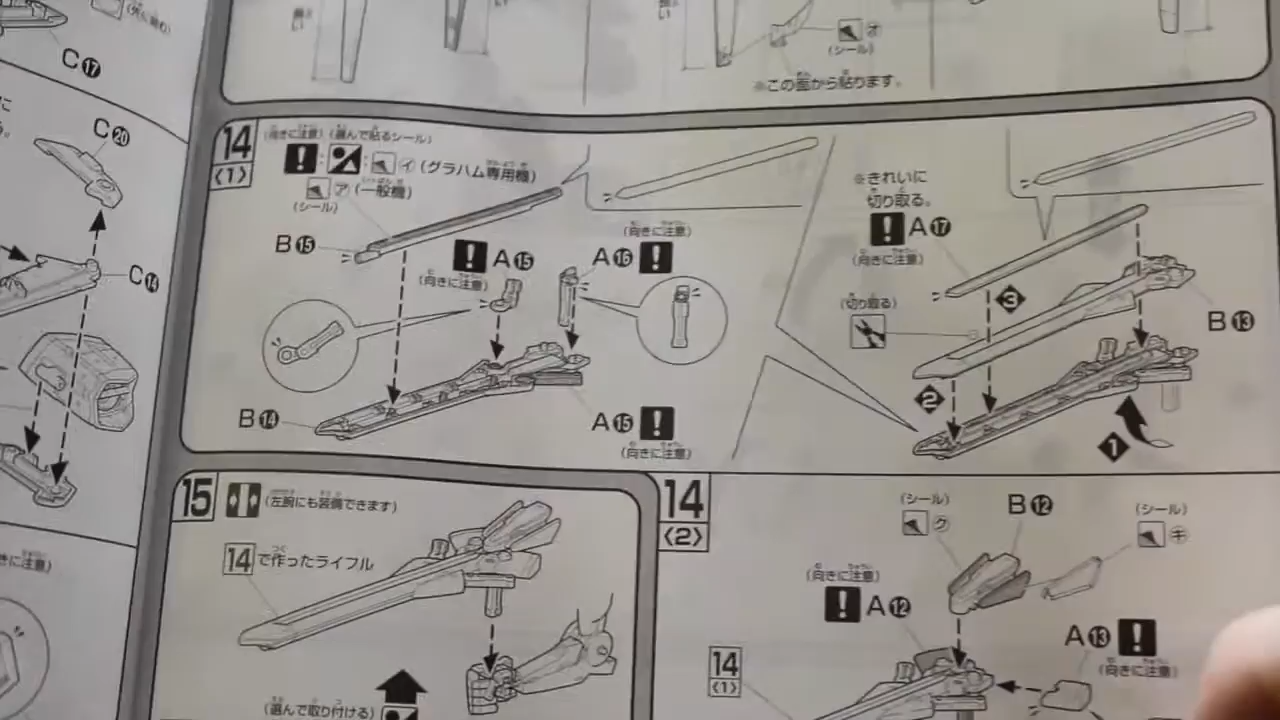 C⑰
C⑳
C⑭
(シール)
※この面から貼ります。
14
⟨1⟩
(向きに注意)
(選んで貼るシール)
㋑ (グラハム専用機)
㋐ (一般機)
(シール)
B⑮
A⑮
(向きに注意)
A⑯
(向きに注意)
B⑭
A⑮
(向きに注意)
※きれいに
切り取る。
A⑰
(向きに注意)
(切り取る)
B⑬
3
2
1
15
(左腕にも装備できます)
14で作ったライフル
(選んで取り付ける)
14
⟨2⟩
(シール)
㋗
B⑫
(シール)
㋖
(向きに注意)
A⑫
A⑬
(向きに注意)
14
⟨1⟩